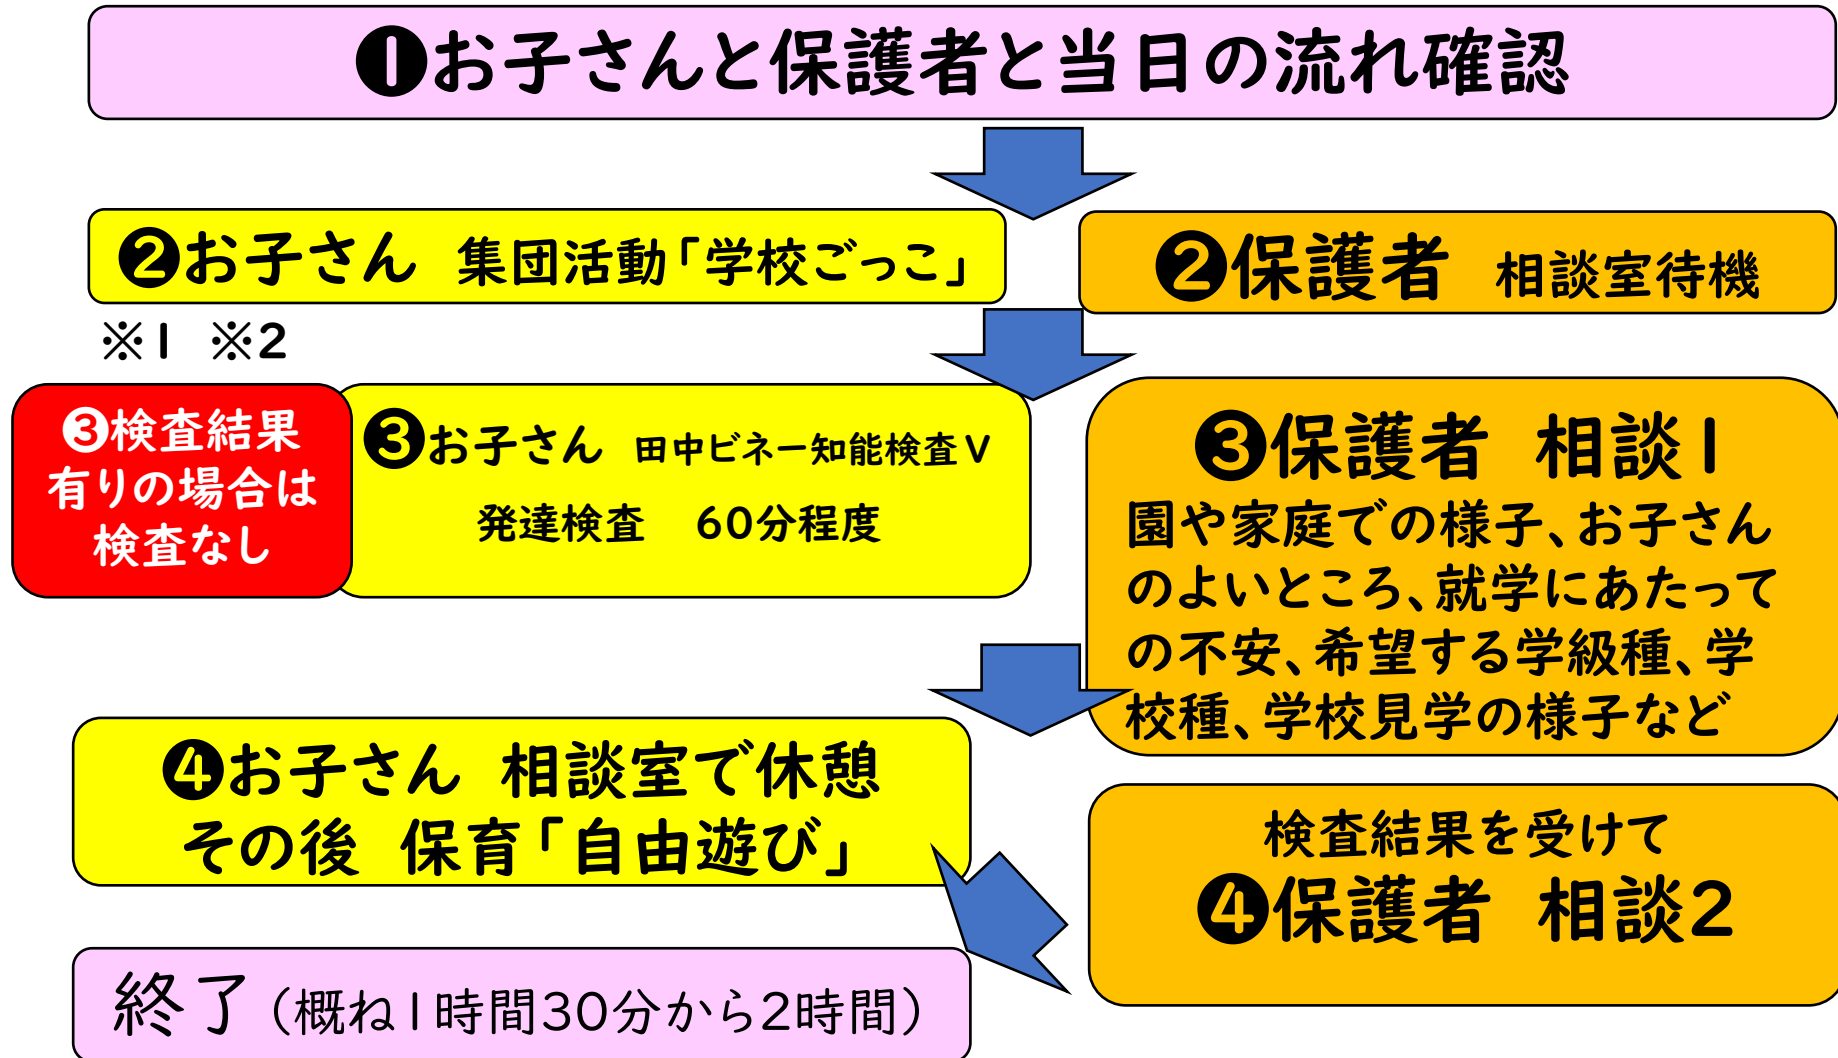 ❶お子さんと保護者と当日の流れ確認
❷お子さん 集団活動「学校ごっこ」
❷保護者 相談室待機
※1 ※2
❸検査結果
有りの場合は
検査なし
❸お子さん 田中ビネー知能検査Ⅴ
発達検査 60分程度
❸保護者 相談1
園や家庭での様子、お子さん
のよいところ、就学にあたって
の不安、希望する学級種、学
校種、学校見学の様子など
❹お子さん 相談室で休憩
その後 保育「自由遊び」
検査結果を受けて
❹保護者 相談2
終了（概ね1時間30分から2時間）